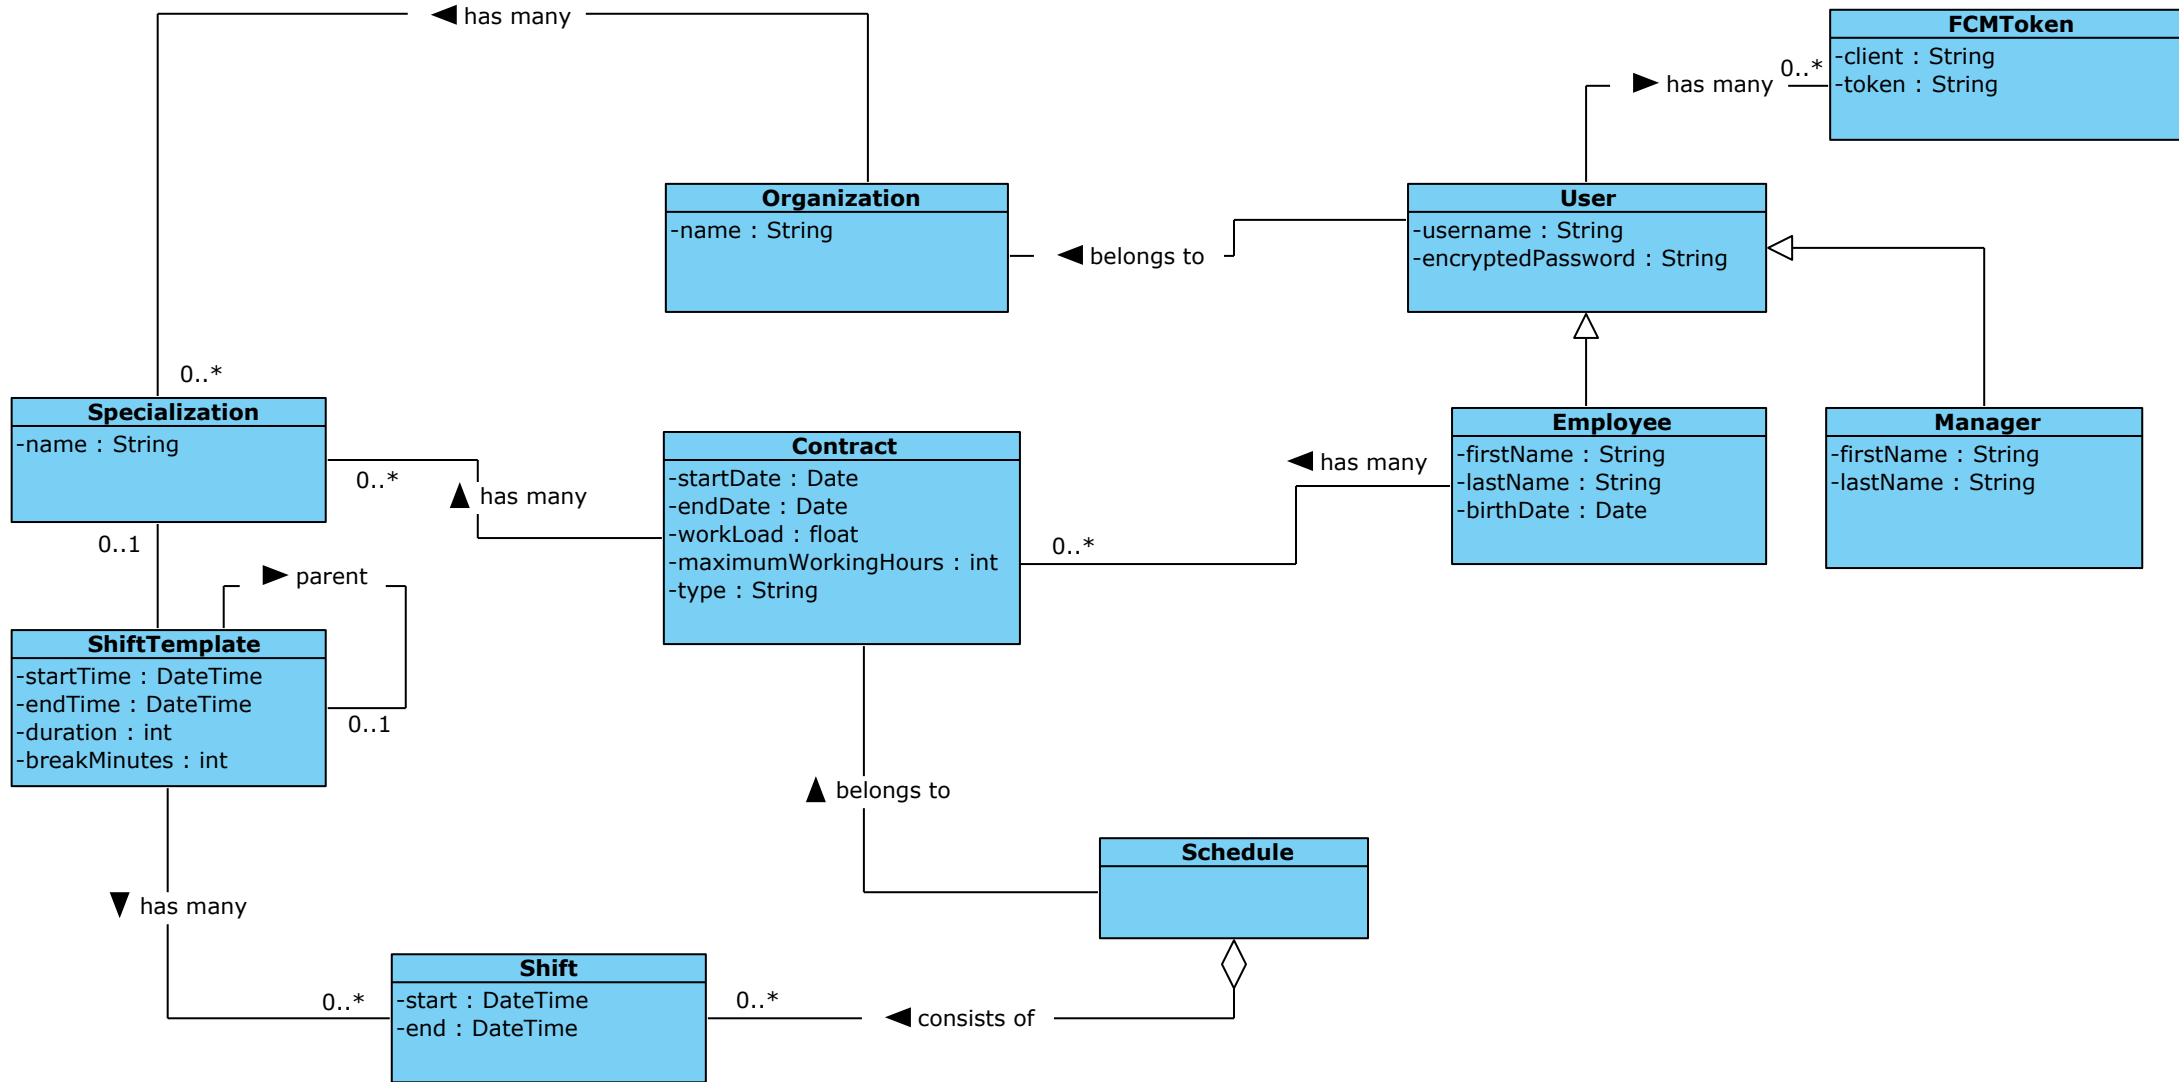 has many
FCMToken
-client : String
-token : String
has many
0..*
Organization
-name : String
belongs to
User
-username : String
-encryptedPassword : String
0..*
Specialization
-name : String
0..*
has many
Contract
-startDate : Date
-endDate : Date
-workLoad : float
-maximumWorkingHours : int
-type : String
0..*
has many
Employee
-firstName : String
-lastName : String
-birthDate : Date
Manager
-firstName : String
-lastName : String
0..1
parent
ShiftTemplate
-startTime : DateTime
-endTime : DateTime
-duration : int
-breakMinutes : int
0..1
belongs to
Schedule
has many
0..*
Shift
-start : DateTime
-end : DateTime
0..*
consists of